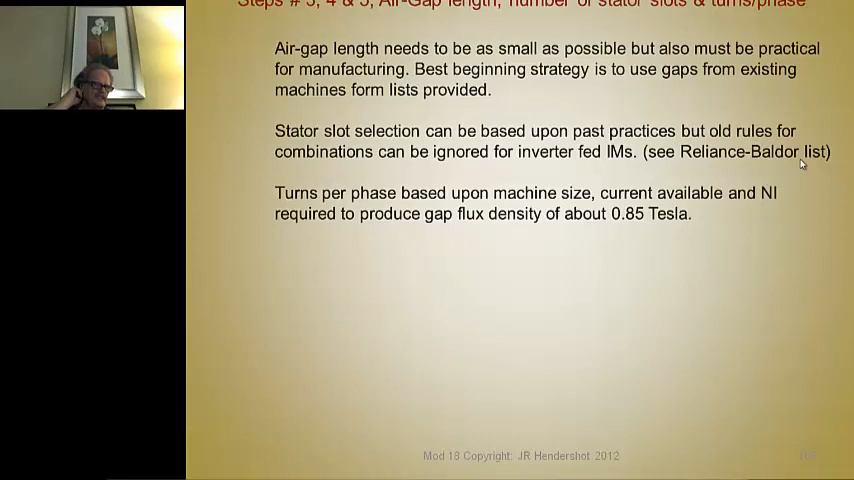 Steps # 3, 4 & 5, Air-Gap length, number of stator slots & turns/phase
Air-gap length needs to be as small as possible but also must be practical
for manufacturing. Best beginning strategy is to use gaps from existing
machines form lists provided.
Stator slot selection can be based upon past practices but old rules for
combinations can be ignored for inverter fed IMs. (see Reliance-Baldor list)
Turns per phase based upon machine size, current available and NI
required to produce gap flux density of about 0.85 Tesla.
Mod 18 Copyright: JR Hendershot 2012